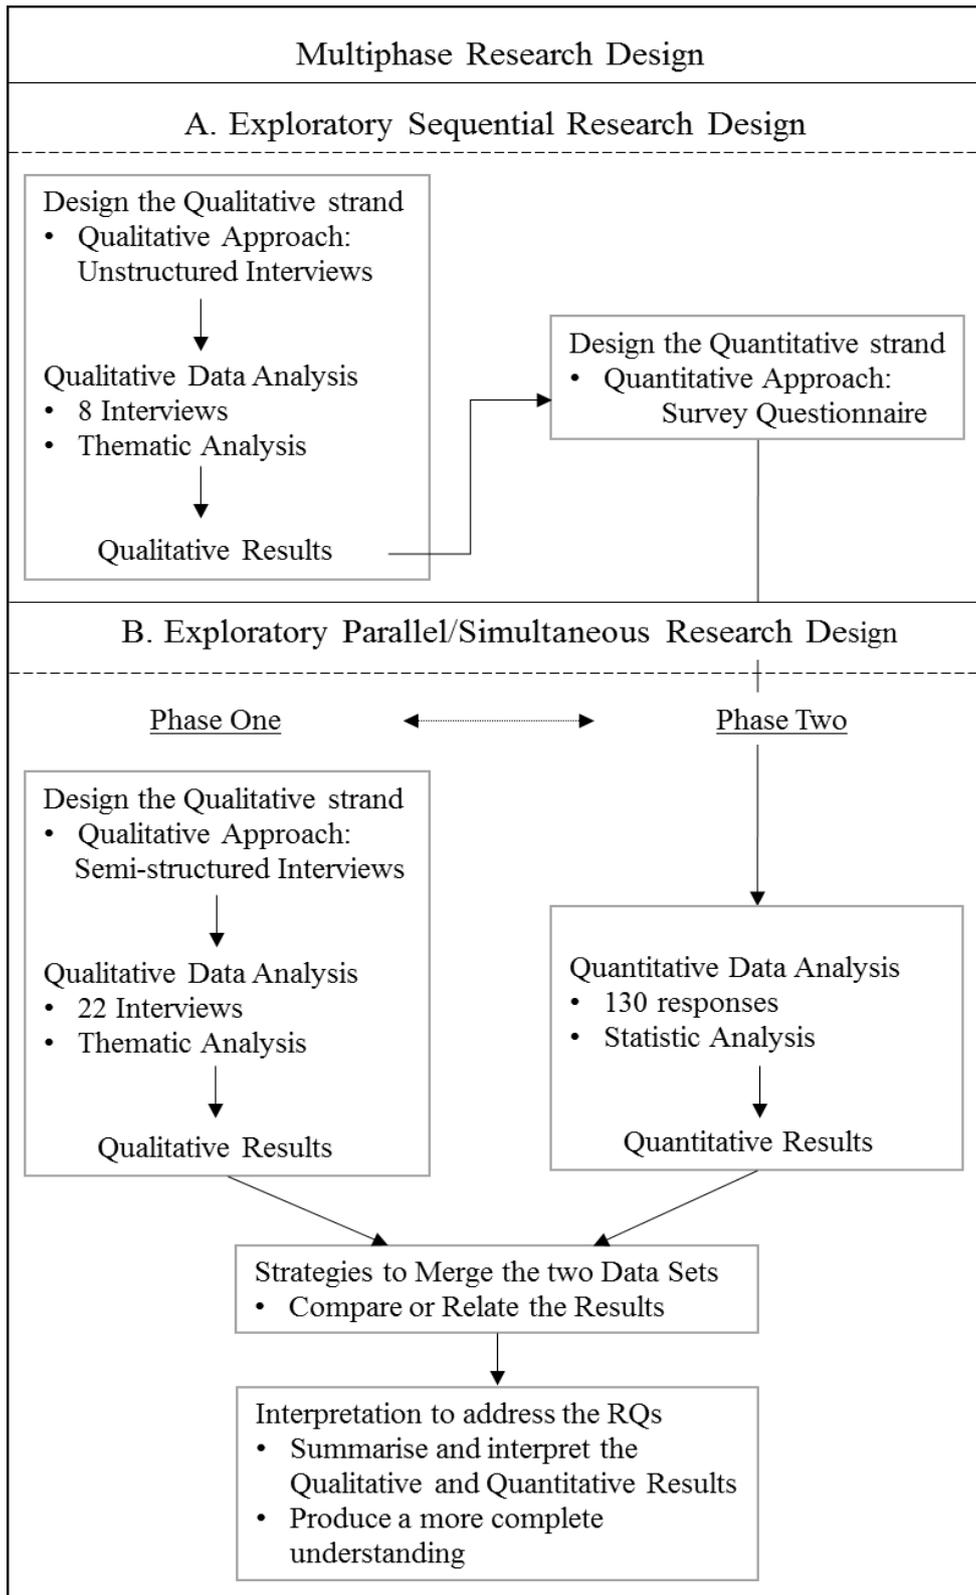 Multiphase Research Design
A. Exploratory Sequential Research Design
Design the Qualitative strand
• Qualitative Approach:
Unstructured Interviews
Qualitative Data Analysis
• 8 Interviews
• Thematic Analysis
Qualitative Results
Design the Quantitative strand
• Quantitative Approach:
Survey Questionnaire
B. Exploratory Parallel/Simultaneous Research Design
Phase One
Phase Two
Design the Qualitative strand
• Qualitative Approach:
Semi-structured Interviews
Qualitative Data Analysis
• 22 Interviews
• Thematic Analysis
Qualitative Results
Quantitative Data Analysis
• 130 responses
• Statistic Analysis
Quantitative Results
Strategies to Merge the two Data Sets
• Compare or Relate the Results
Interpretation to address the RQs
• Summarise and interpret the
Qualitative and Quantitative Results
• Produce a more complete
understanding